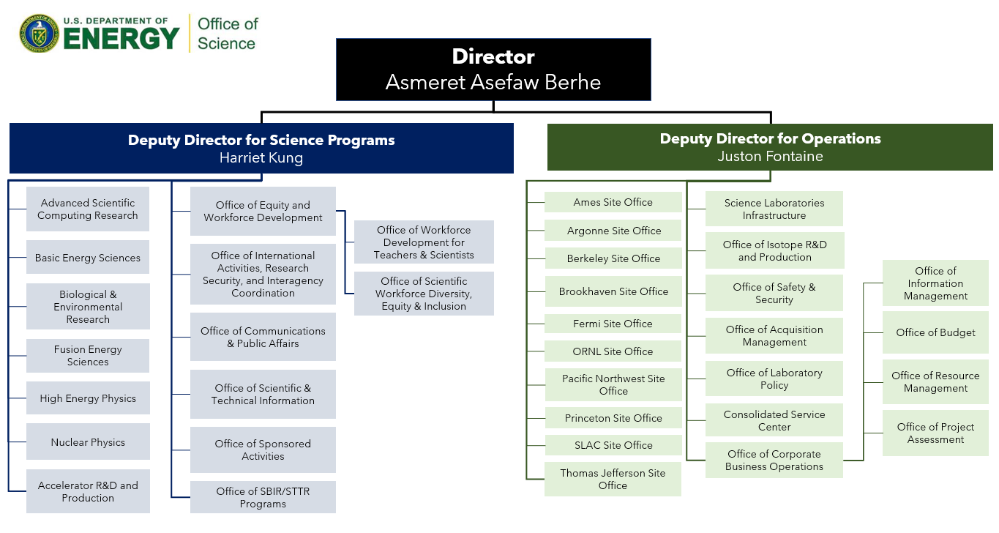 U.S. DEPARTMENT OF
ENERGY
Office of
Science
Director
Asmeret Asefaw Berhe
Deputy Director for Science Programs
Harriet Kung
Advanced Scientific
Computing Research
Basic Energy Sciences
Biological &
Environmental
Research
Fusion Energy
Sciences
High Energy Physics
Nuclear Physics
Accelerator R&D and
Production
Office of Equity and
Workforce Development
Office of International
Activities, Research
Security, and Interagency
Coordination
Office of Communications
& Public Affairs
Office of Scientific &
Technical Information
Office of Sponsored
Activities
Office of SBIR/STTR
Programs
Office of Workforce
Development for
Teachers & Scientists
Office of Scientific
Workforce Diversity,
Equity & Inclusion
Deputy Director for Operations
Juston Fontaine
Ames Site Office
Argonne Site Office
Berkeley Site Office
Brookhaven Site Office
Fermi Site Office
ORNL Site Office
Pacific Northwest Site
Office
Princeton Site Office
SLAC Site Office
Thomas Jefferson Site
Office
Science Laboratories
Infrastructure
Office of Isotope R&D
and Production
Office of Safety &
Security
Office of Acquisition
Management
Office of Laboratory
Policy
Consolidated Service
Center
Office of Corporate
Business Operations
Office of
Information
Management
Office of Budget
Office of Resource
Management
Office of Project
Assessment